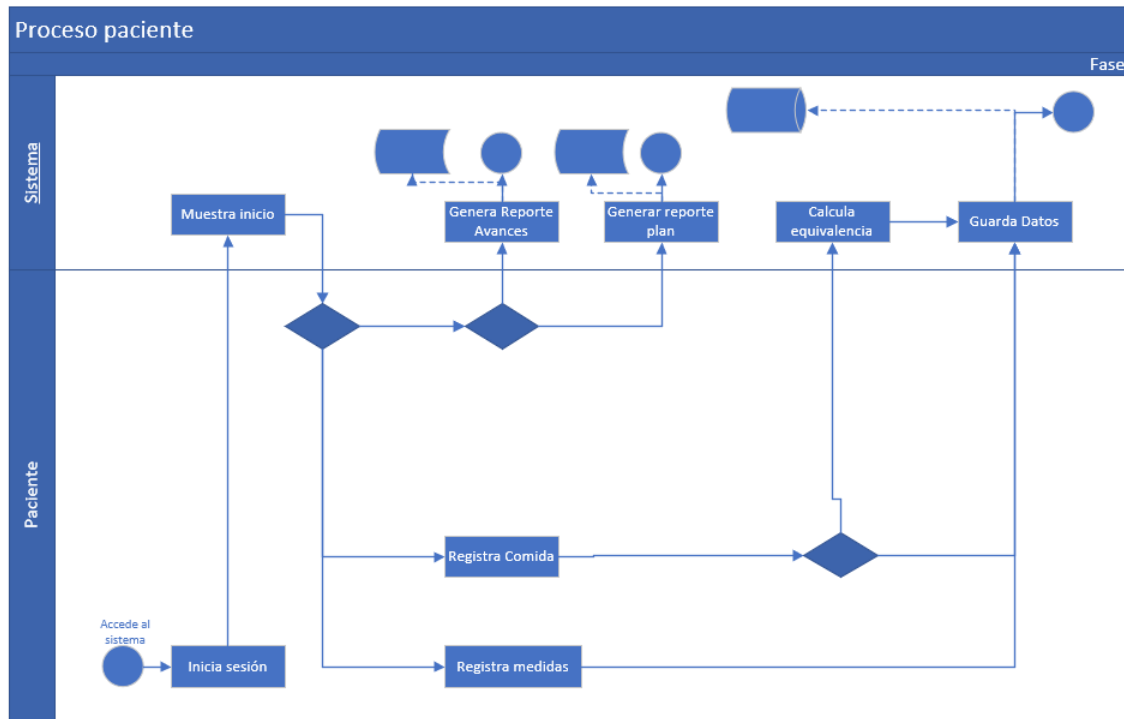 Proceso paciente
Fase
Sistema
Muestra inicio
Genera Reporte
Avances
Generar reporte
plan
Calcula
equivalencia
Guarda Datos
Paciente
Registra Comida
Accede al
sistema
Inicia sesión
Registra medidas